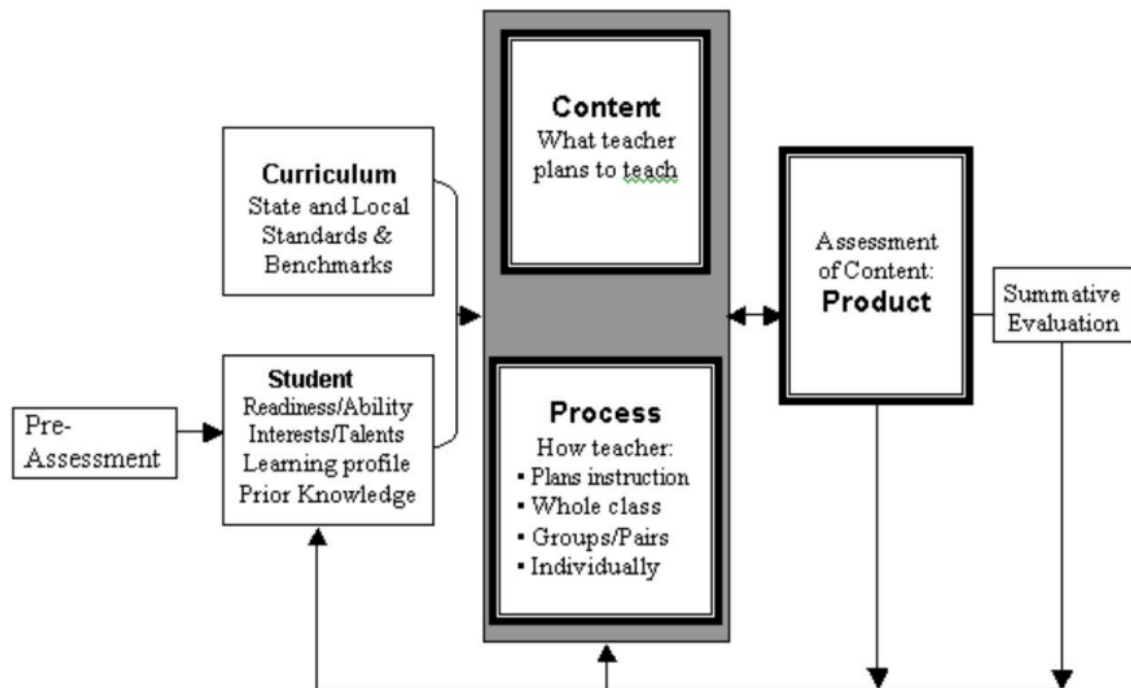 Pre-
Assessment
Curriculum
State and Local
Standards &
Benchmarks
Student
Readiness/Ability
Interests/Talents
Learning profile
Prior Knowledge
Content
What teacher
plans to teach
Process
How teacher:
▪ Plans instruction
▪ Whole class
▪ Groups/Pairs
▪ Individually
Assessment
of Content:
Product
Summative
Evaluation